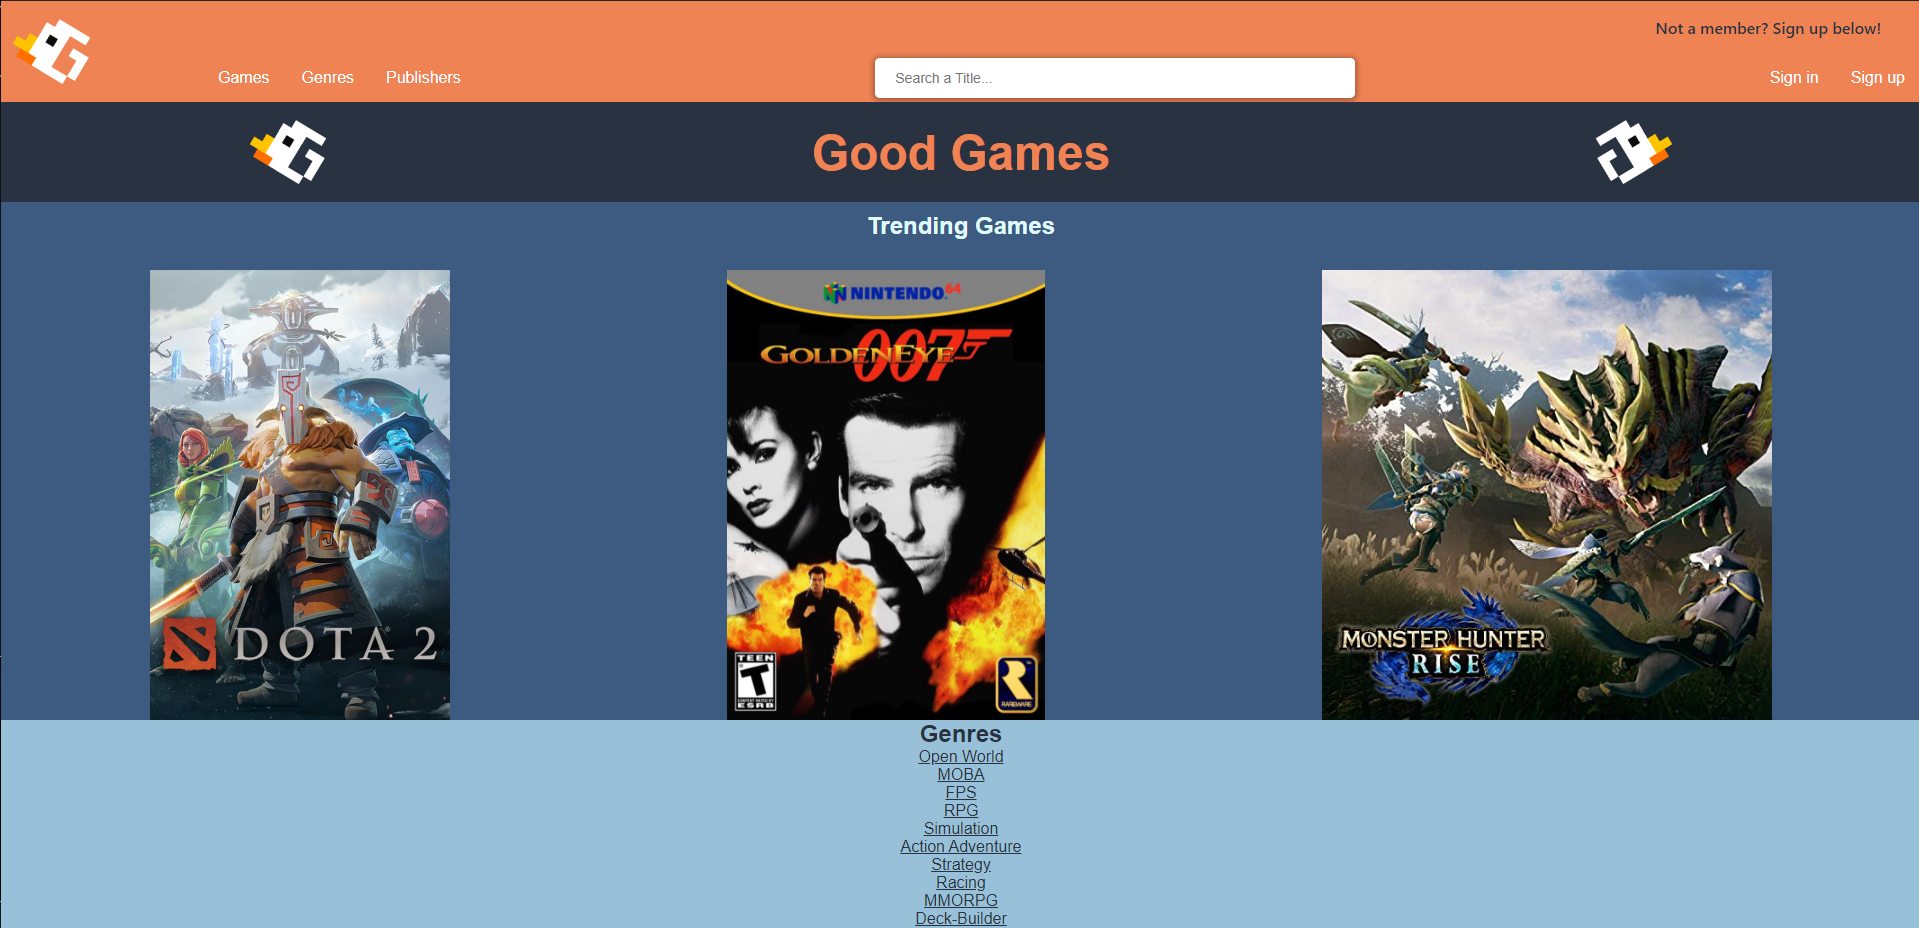 Not a member? Sign up below!
Games Genres Publishers Search a Title... Sign in Sign up
Good Games
Trending Games
NINTENDO 64
GOLDENEYE 007
DOTA 2
TEEN
T
ESRB
R
RAREWARE
MONSTER HUNTER
RISE
Genres
Open World
MOBA
FPS
RPG
Simulation
Action Adventure
Strategy
Racing
MMORPG
Deck-Builder